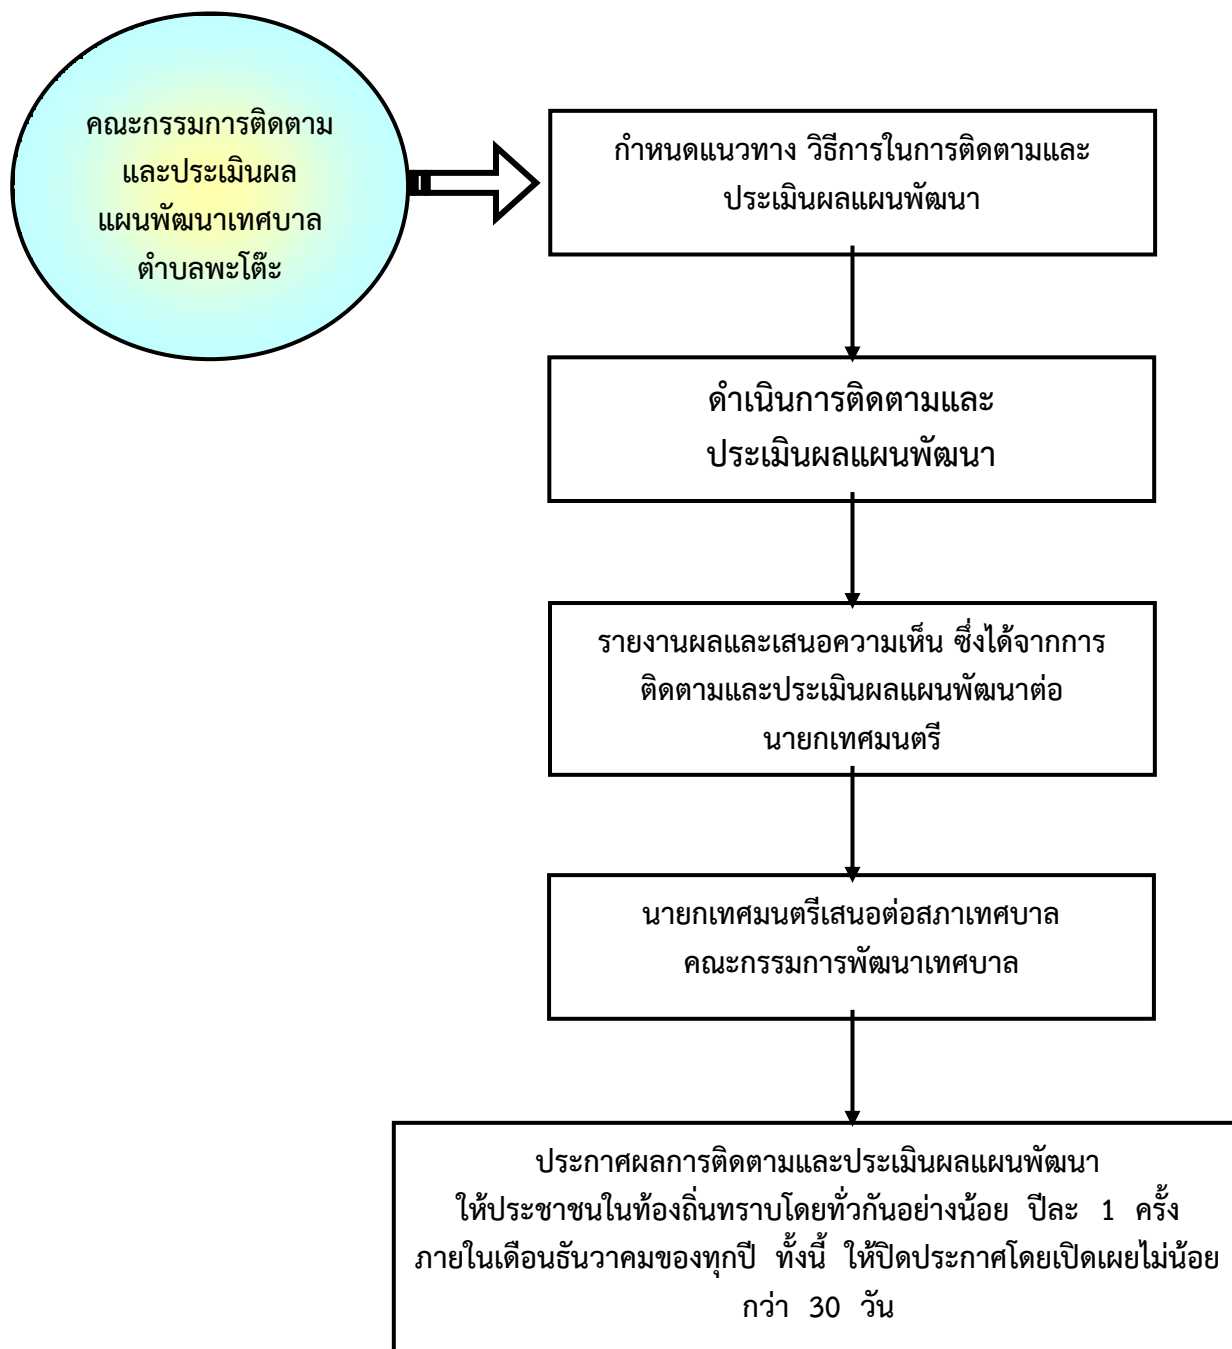 คณะกรรมการติดตาม
และประเมินผล
แผนพัฒนาเทศบาล
ตำบลพะโต๊ะ
กำหนดแนวทาง วิธีการในการติดตามและ
ประเมินผลแผนพัฒนา
ดำเนินการติดตามและ
ประเมินผลแผนพัฒนา
รายงานผลและเสนอความเห็น ซึ่งได้จากการ
ติดตามและประเมินผลแผนพัฒนาต่อ
นายกเทศมนตรี
นายกเทศมนตรีเสนอต่อสภาเทศบาล
คณะกรรมการพัฒนาเทศบาล
ประกาศผลการติดตามและประเมินผลแผนพัฒนา
ให้ประชาชนในท้องถิ่นทราบโดยทั่วกันอย่างน้อย ปีละ 1 ครั้ง
ภายในเดือนธันวาคมของทุกปี ทั้งนี้ ให้ปิดประกาศโดยเปิดเผยไม่น้อย
กว่า 30 วัน